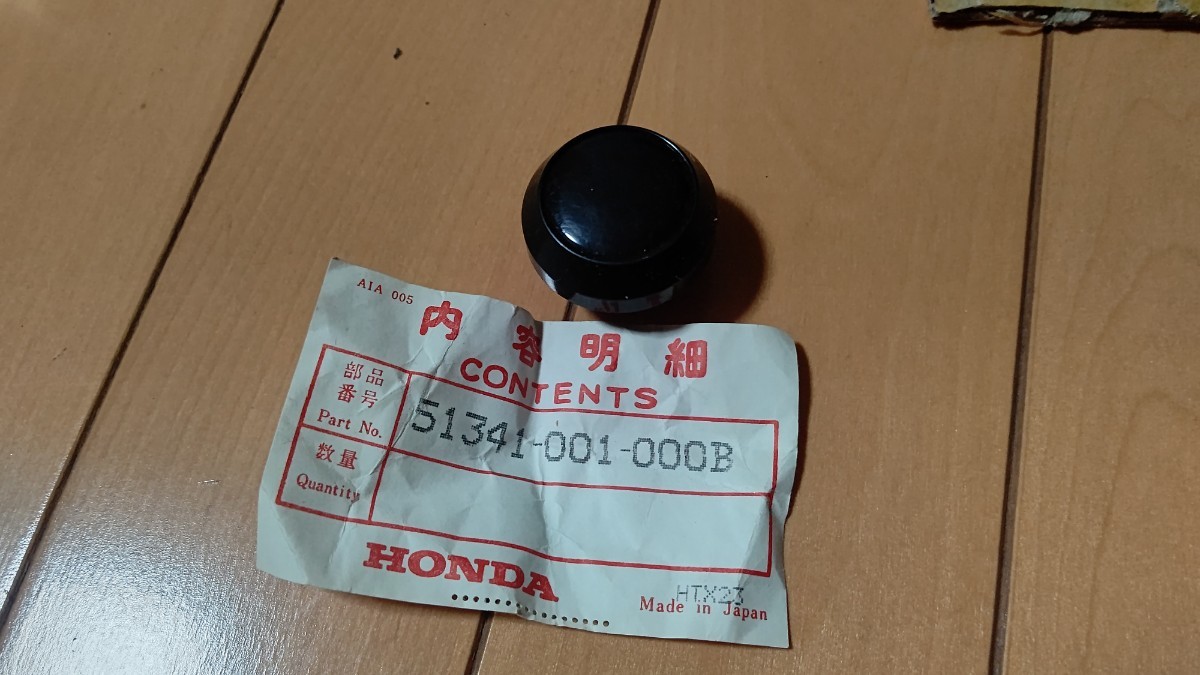 AIA 005
内容明細
CONTENTS
部品
番号
Part No.
51341-001-000B
数量
Quantity
HONDA
HTX23
Made in Japan